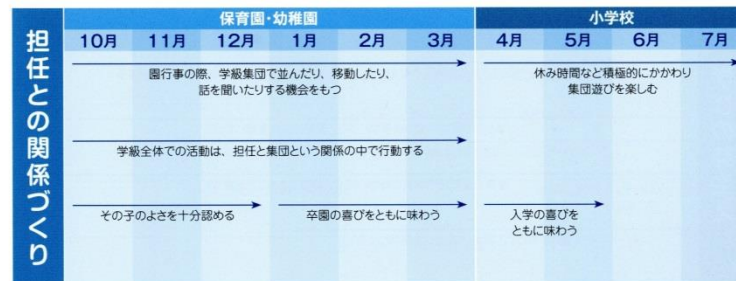 担任との関係づくり
保育園・幼稚園
小学校
10月 11月 12月 1月 2月 3月 4月 5月 6月 7月
園行事の際、学級集団で並んだり、移動したり、
話を聞いたりする機会をもつ
休み時間など積極的にかかわり
集団遊びを楽しむ
学級全体での活動は、担任と集団という関係の中で行動する
その子のよさを十分認める
卒園の喜びをともに味わう
入学の喜びを
ともに味わう